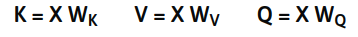 K = X W_K   V = X W_V   Q = X W_Q